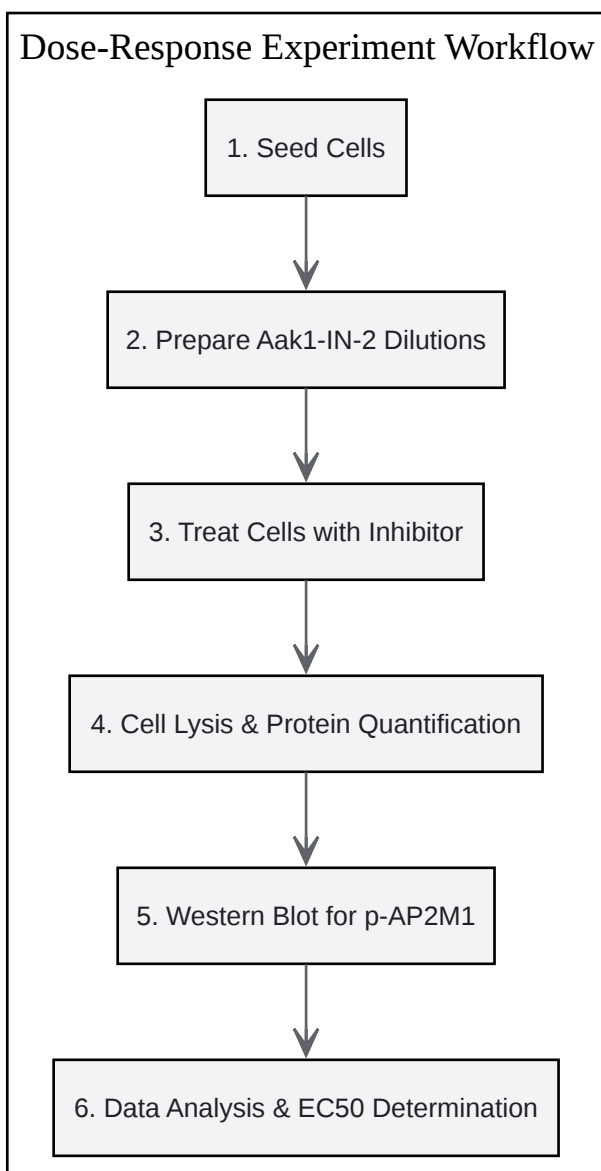 Dose-Response Experiment Workflow
1. Seed Cells
2. Prepare Aak1-IN-2 Dilutions
3. Treat Cells with Inhibitor
4. Cell Lysis & Protein Quantification
5. Western Blot for p-AP2M1
6. Data Analysis & EC50 Determination